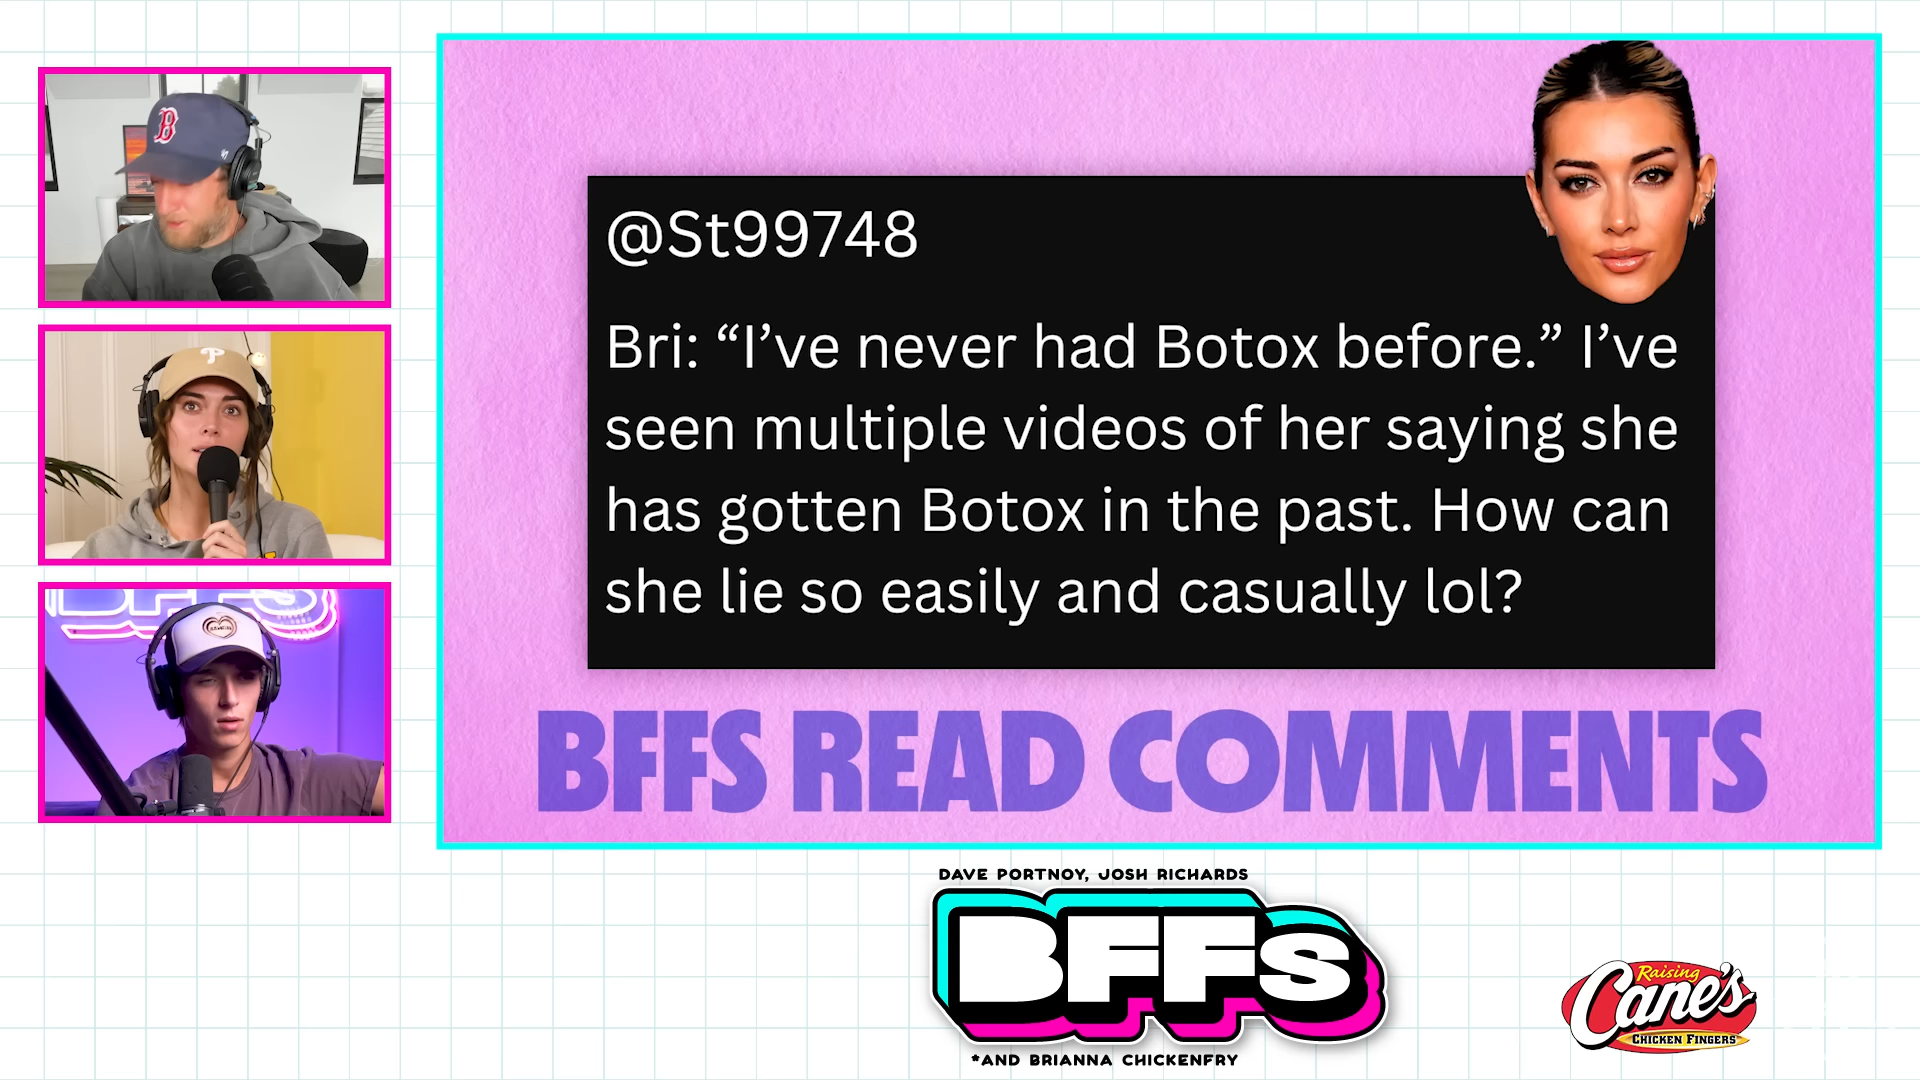 B
P
BFFS
@St99748
Bri: “I’ve never had Botox before.” I’ve
seen multiple videos of her saying she
has gotten Botox in the past. How can
she lie so easily and casually lol?
BFFS READ COMMENTS
DAVE PORTNOY, JOSH RICHARDS
BFFs
*AND BRIANNA CHICKENFRY
Raising
Cane's
CHICKEN FINGERS